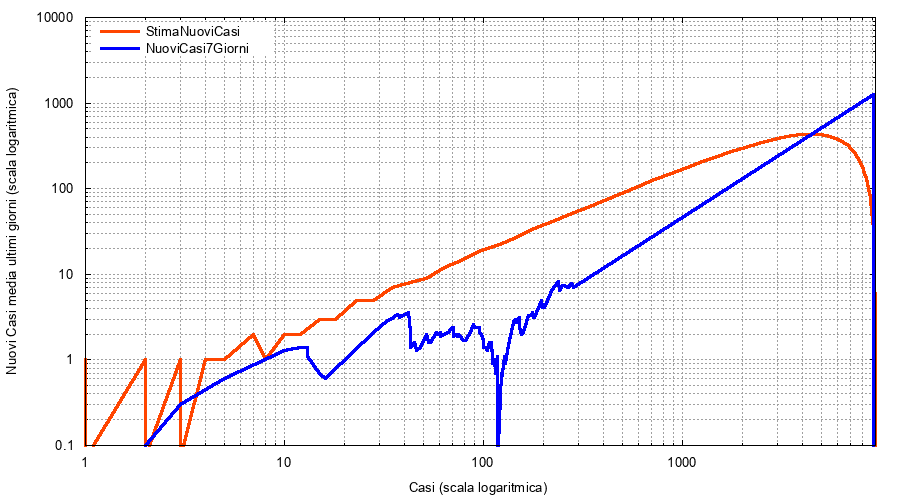 10000
StimaNuoviCasi
NuoviCasi7Giorni
1000
100
10
1
0.1
1
10
100
1000
Nuovi Casi media ultimi giorni (scala logaritmica)
Casi (scala logaritmica)